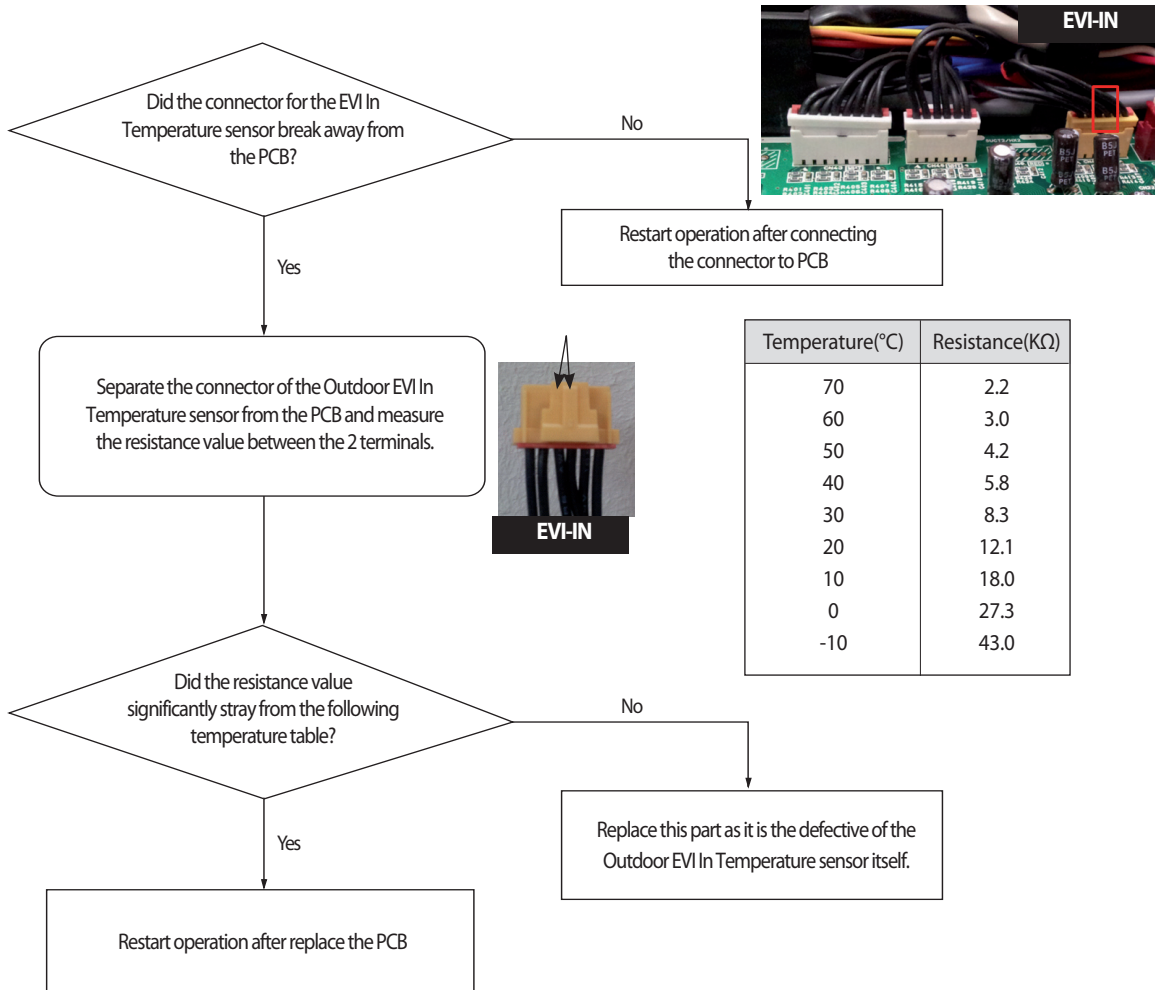 EVI-IN
Did the connector for the EVI In
Temperature sensor break away from
the PCB?
No
Restart operation after connecting
the connector to PCB
Yes
Separate the connector of the Outdoor EVI In
Temperature sensor from the PCB and measure
the resistance value between the 2 terminals.
EVI-IN
Temperature(°C) Resistance(KΩ)
70 2.2
60 3.0
50 4.2
40 5.8
30 8.3
20 12.1
10 18.0
0 27.3
-10 43.0
Did the resistance value
significantly stray from the following
temperature table?
No
Replace this part as it is the defective of the
Outdoor EVI In Temperature sensor itself.
Yes
Restart operation after replace the PCB
BSJ
PET
BSJ
PET